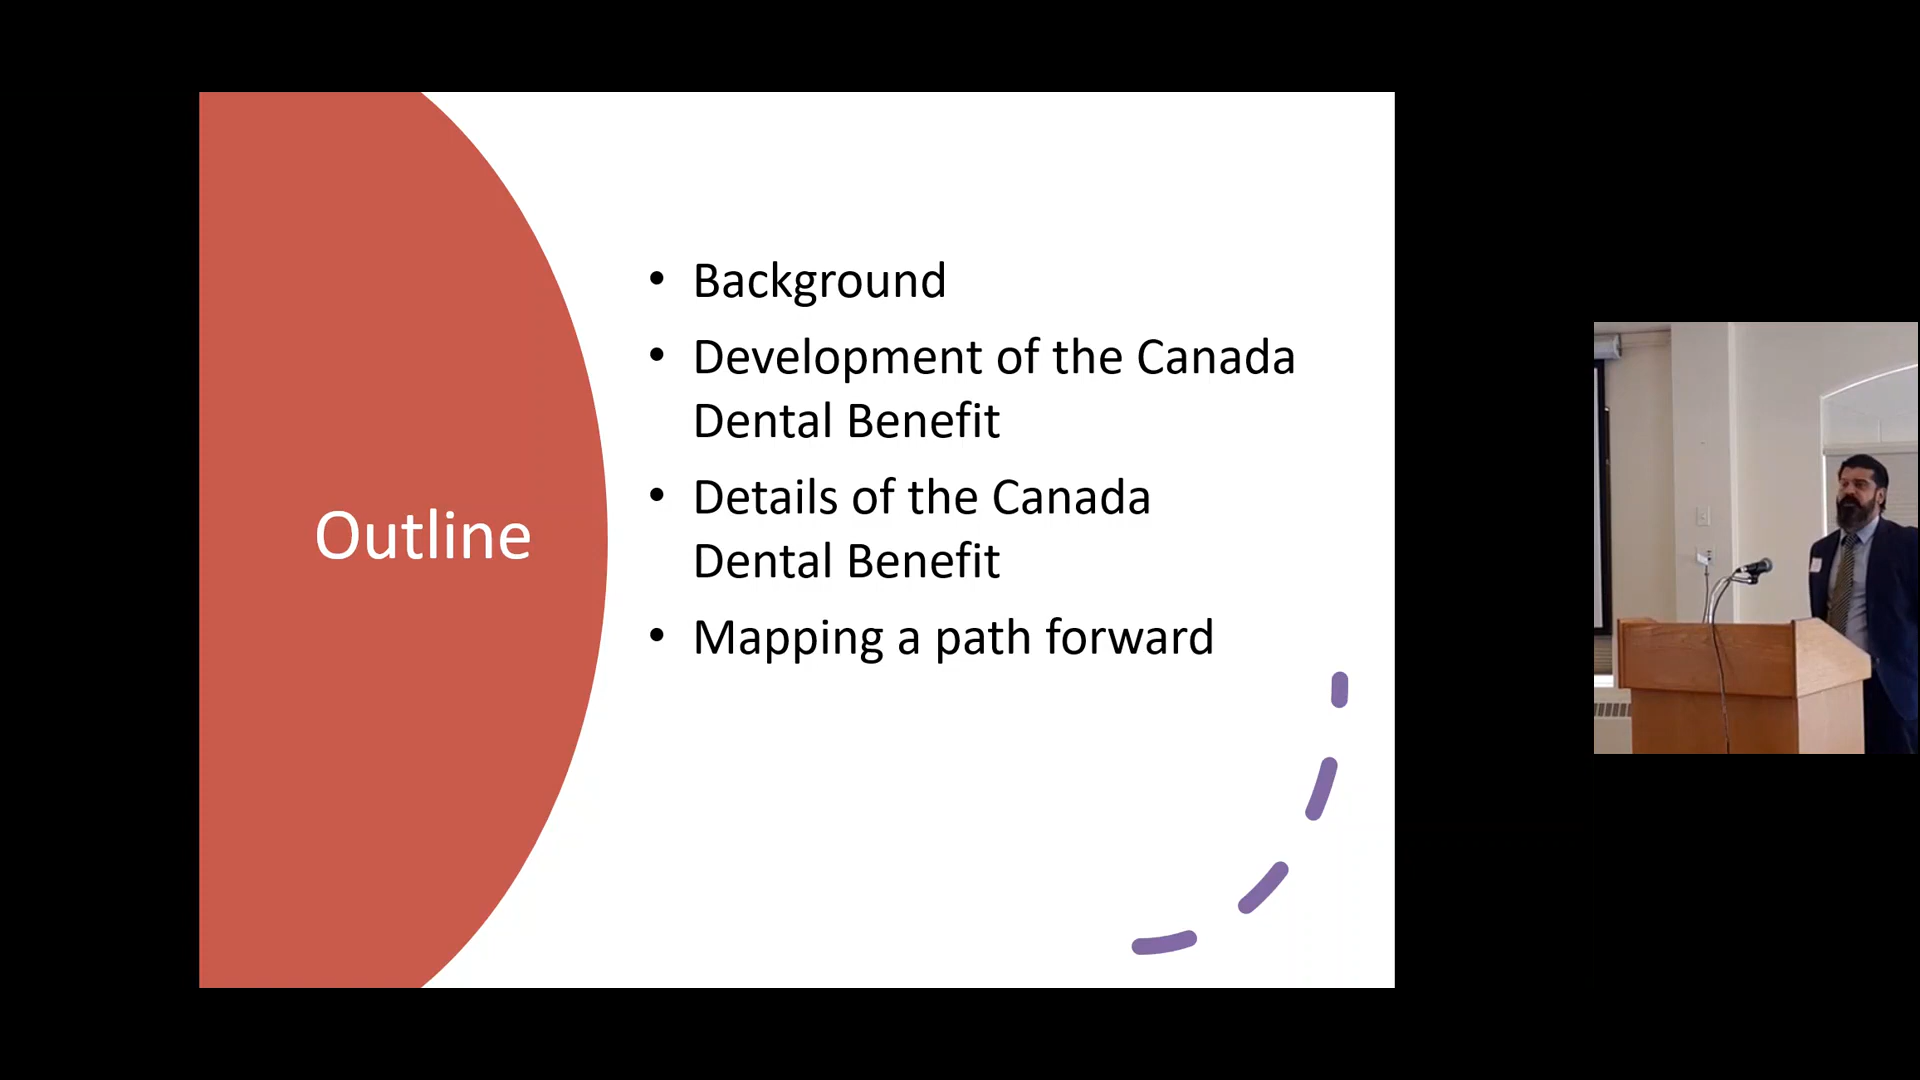 Outline
• Background
• Development of the Canada
Dental Benefit
• Details of the Canada
Dental Benefit
• Mapping a path forward